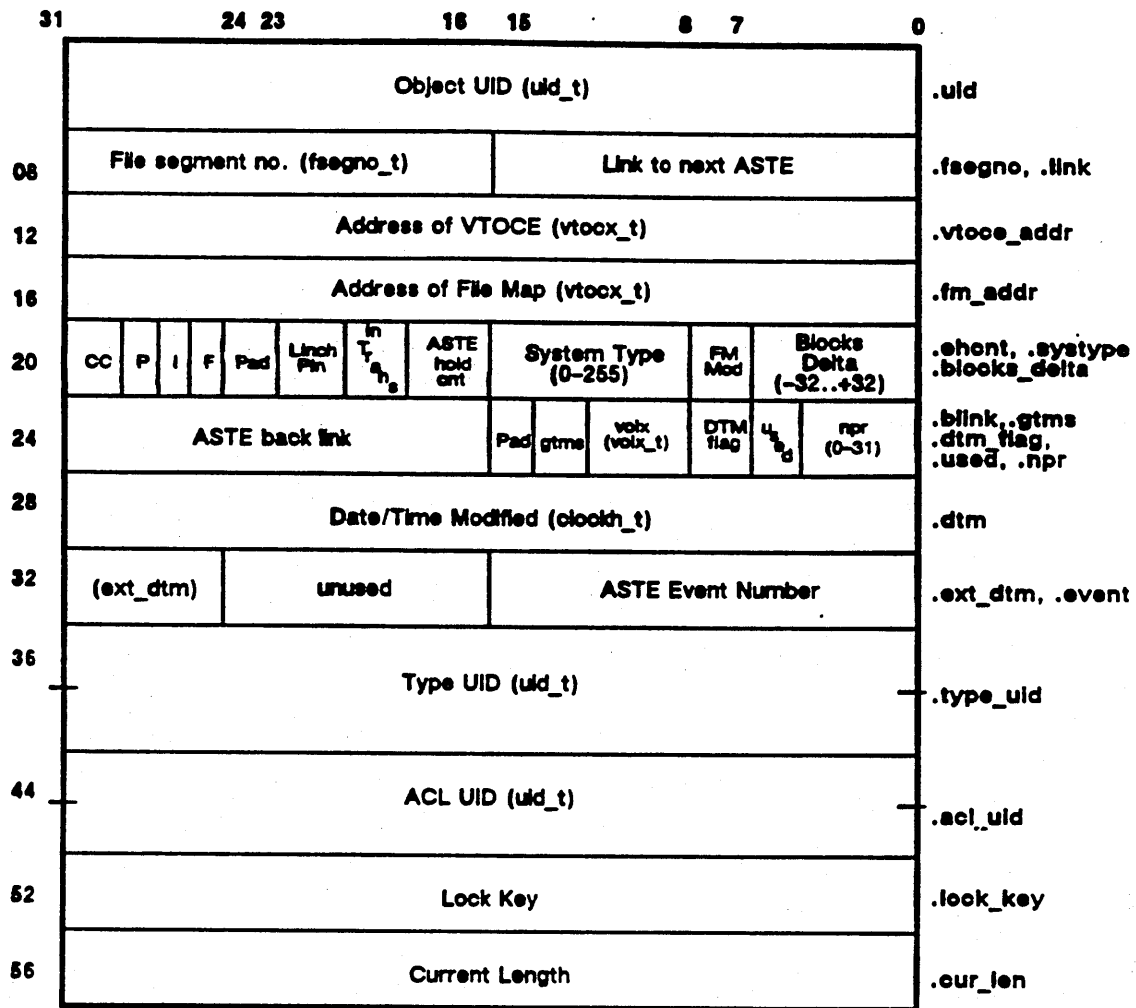 31 24 23 16 15 8 7 0
Object UID (uid_t) .uid
08 File segment no. (fsegno_t) Link to next ASTE .fsegno, .link
12 Address of VTOCE (vtocx_t) .vtoce_addr
16 Address of File Map (vtocx_t) .fm_addr
20 CC P I F Pad Linch Pin In Trans ASTE hold cnt System Type (0-255) FM Mod Blocks Delta (-32..+32) .ehcnt, .systype
.blocks_delta
24 ASTE back link Pad gtms volx (volx_t) DTM flag used npr (0-31) .blink,.gtms
.dtm_flag,
.used, .npr
28 Date/Time Modified (clockh_t) .dtm
32 (ext_dtm) unused ASTE Event Number .ext_dtm, .event
36 Type UID (uid_t) .type_uid
44 ACL UID (uid_t) .acl_uid
52 Lock Key .lock_key
56 Current Length .cur_len